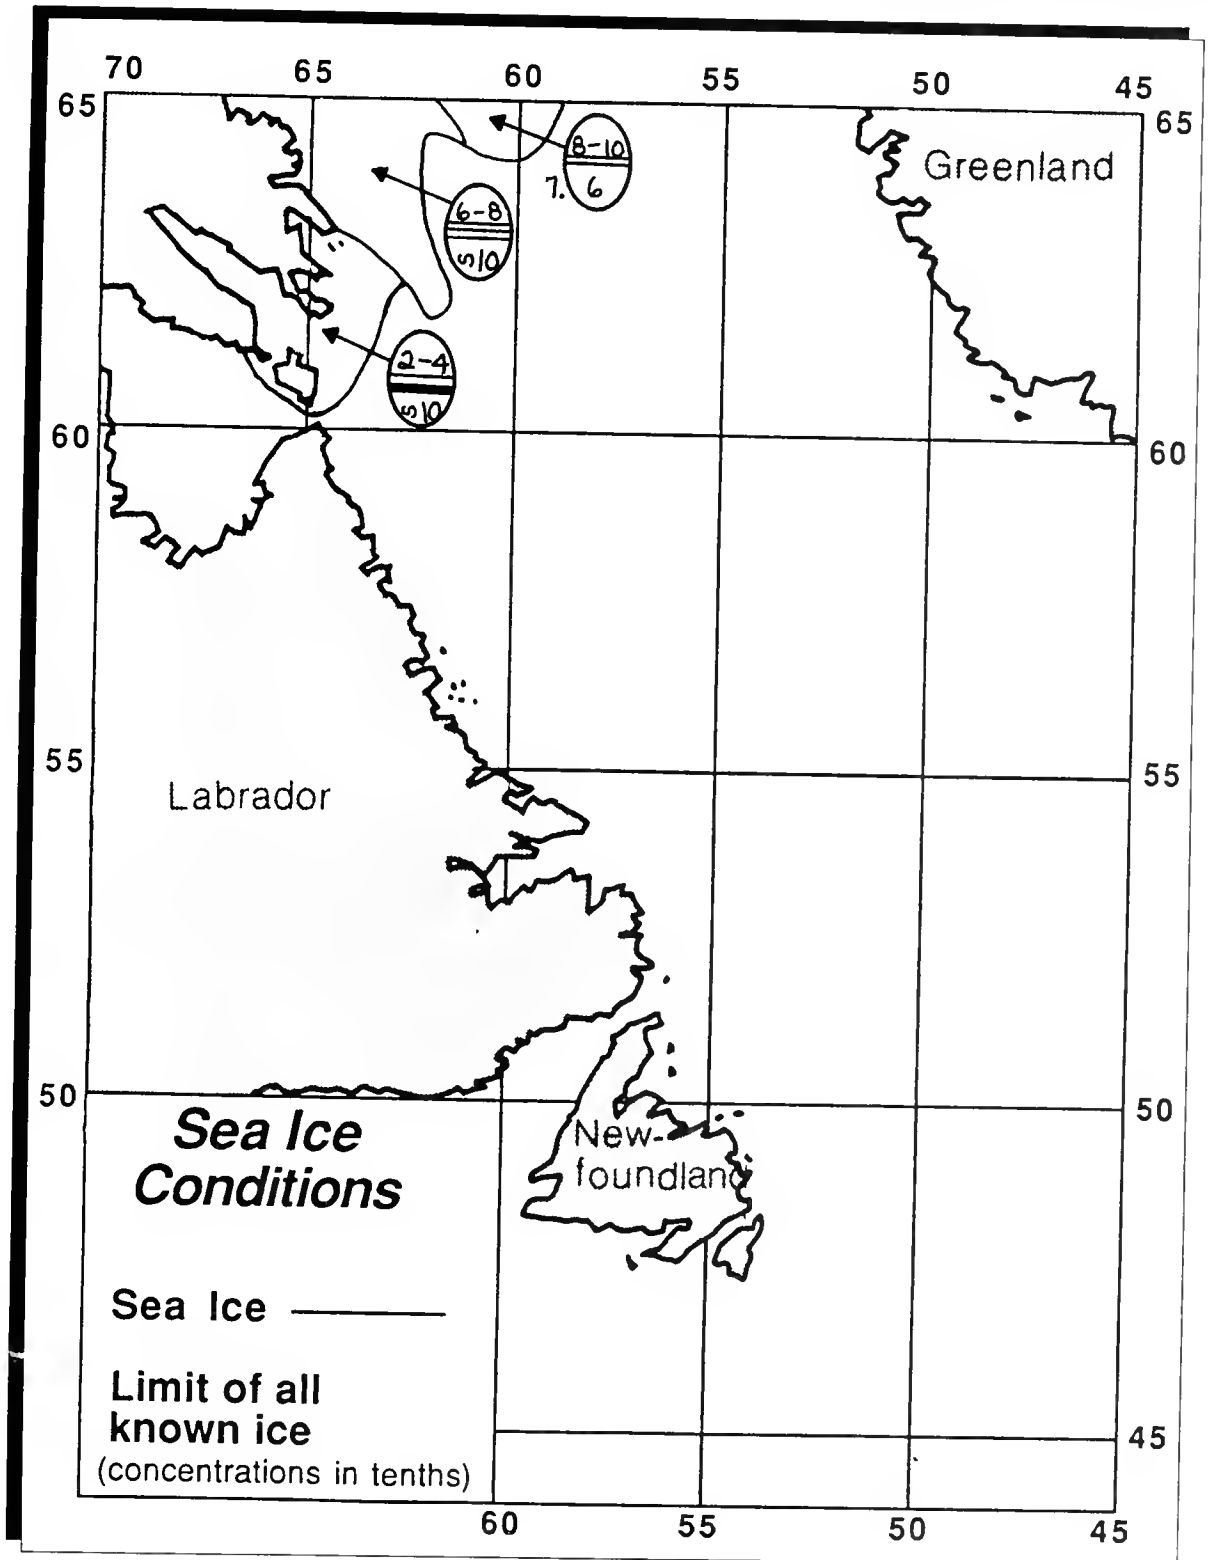 70 65 60 55 50 45
65 65
8-10
7. 6
Greenland
6-8
S 10
2-4
S 10
60 60
55 55
Labrador
50 50
Sea Ice
Conditions
New-
foundland
Sea Ice
Limit of all
known ice
(concentrations in tenths)
45
60 55 50 45